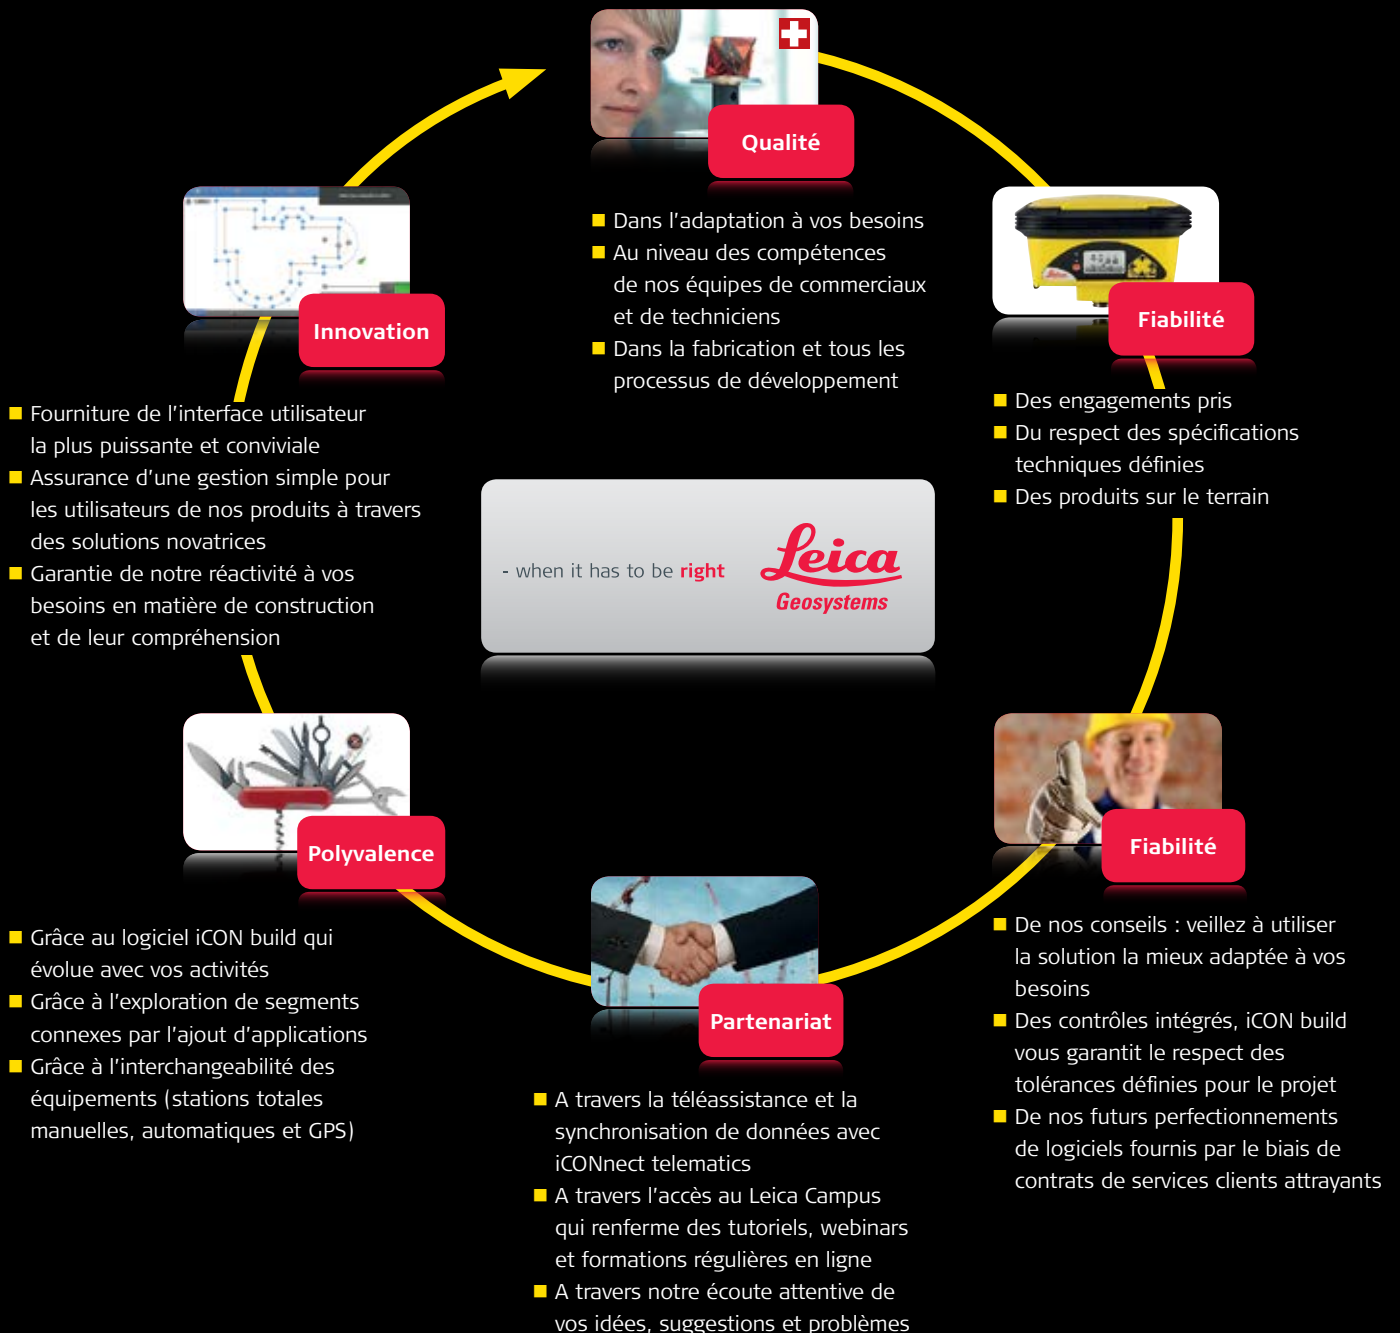 Qualité
Dans l'adaptation à vos besoins
Au niveau des compétences
de nos équipes de commerciaux
et de techniciens
Dans la fabrication et tous les
processus de développement
Fiabilité
Des engagements pris
Du respect des spécifications
techniques définies
Des produits sur le terrain
Fiabilité
De nos conseils : veillez à utiliser
la solution la mieux adaptée à vos
besoins
Des contrôles intégrés, iCON build
vous garantit le respect des
tolérances définies pour le projet
De nos futurs perfectionnements
de logiciels fournis par le biais de
contrats de services clients attrayants
Partenariat
A travers la téléassistance et la
synchronisation de données avec
iCONnect telematics
A travers l'accès au Leica Campus
qui renferme des tutoriels, webinars
et formations régulières en ligne
A travers notre écoute attentive de
vos idées, suggestions et problèmes
Polyvalence
Grâce au logiciel iCON build qui
évolue avec vos activités
Grâce à l'exploration de segments
connexes par l'ajout d'applications
Grâce à l'interchangeabilité des
équipements (stations totales
manuelles, automatiques et GPS)
Innovation
Fourniture de l'interface utilisateur
la plus puissante et conviviale
Assurance d'une gestion simple pour
les utilisateurs de nos produits à travers
des solutions novatrices
Garantie de notre réactivité à vos
besoins en matière de construction
et de leur compréhension
- when it has to be right
Leica
Geosystems